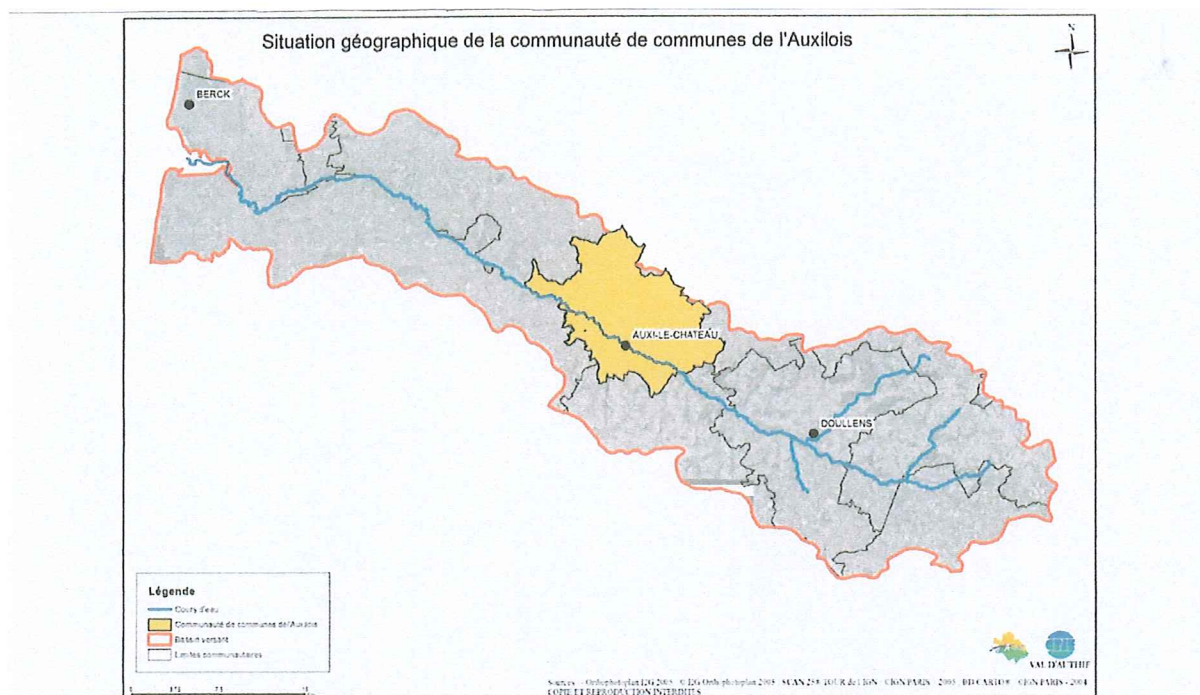 Situation géographique de la communauté de communes de l'Auxilois
N
BERCK
AUXI-LE-CHATEAU
DOULLENS
Légende
Cours d'eau
Communauté de communes de l'Auxilois
Bassin versant
Limites communautaires
VAL D'AUTHIE
COPIE ET REPRODUCTION INTERDITS